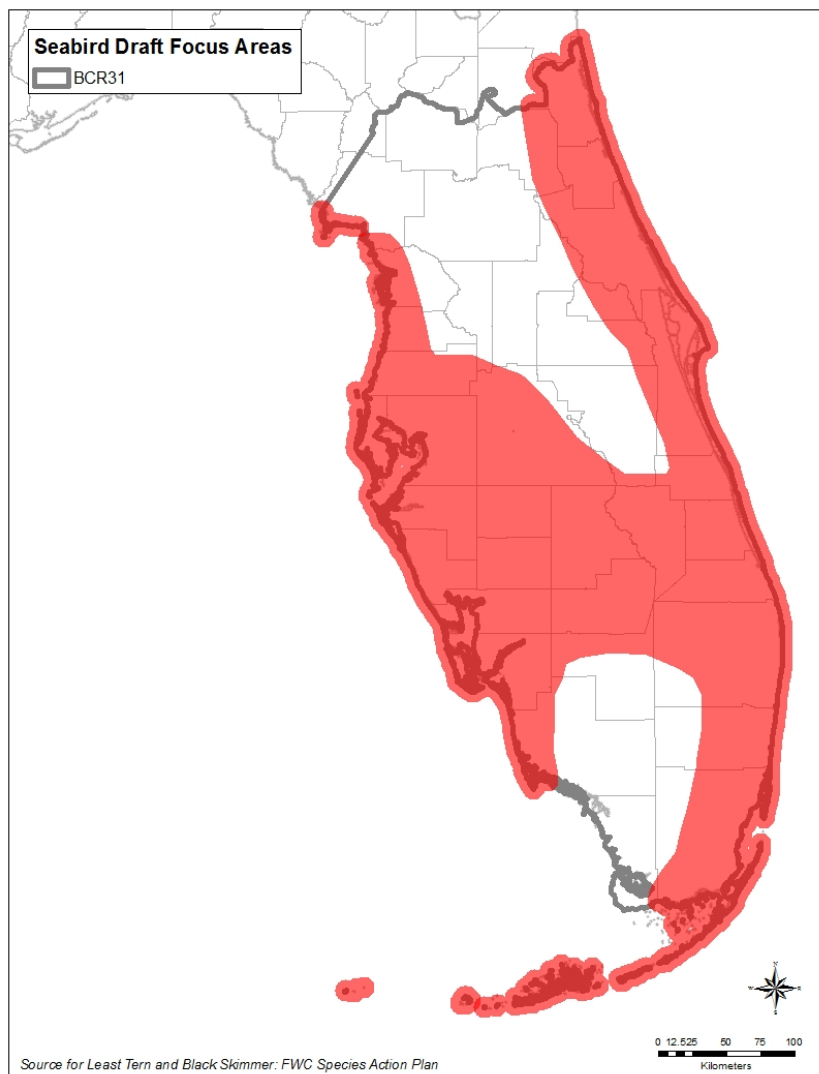 Seabird Draft Focus Areas
BCR31
N
W E
S
0 12.525 50 75 100
Kilometers
Source for Least Tern and Black Skimmer: FWC Species Action Plan